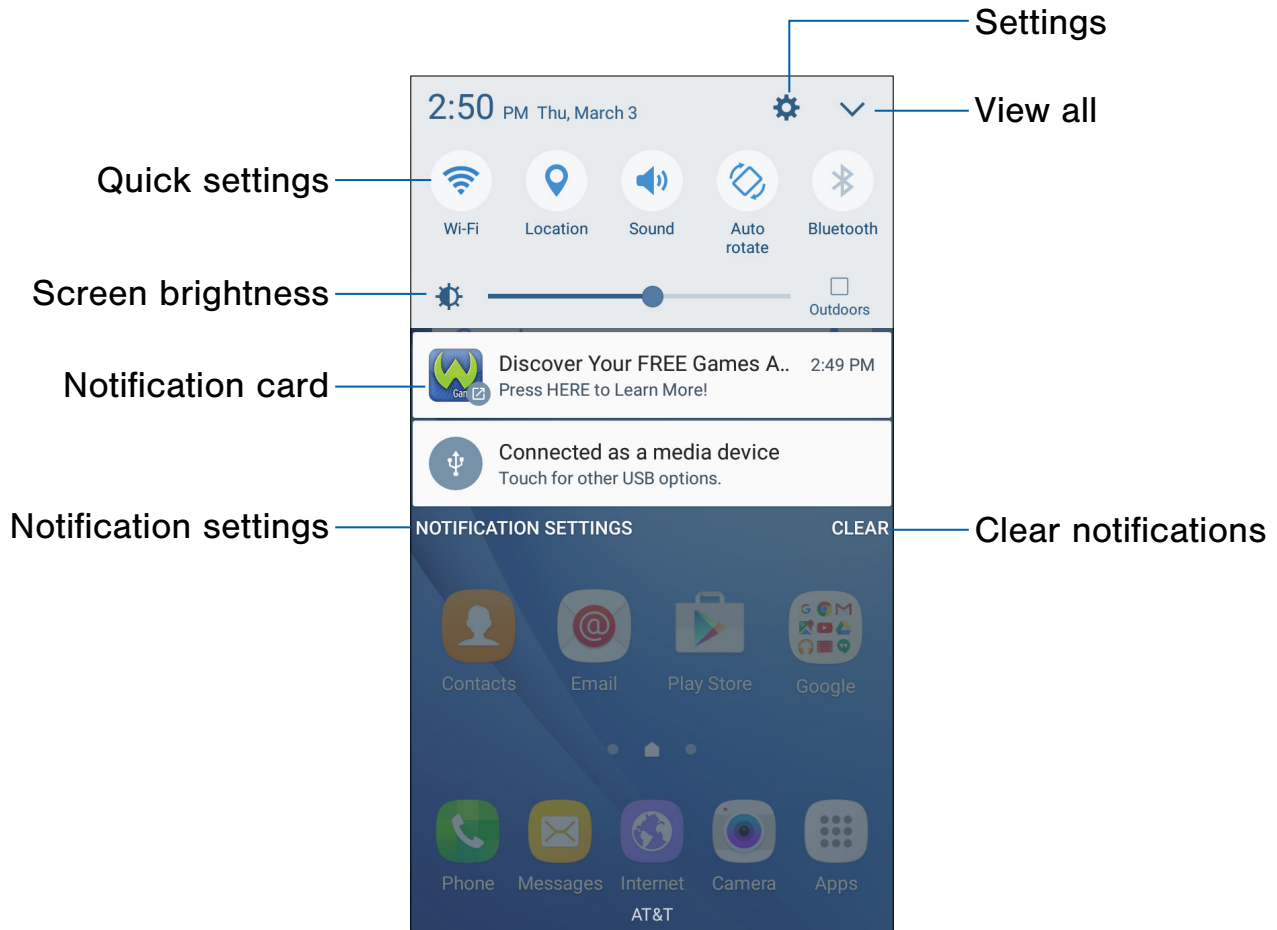 Settings
2:50 PM Thu, March 3
View all
Quick settings
Wi-Fi
Location
Sound
Auto
rotate
Bluetooth
Screen brightness
Outdoors
Notification card
Discover Your FREE Games A.. 2:49 PM
Press HERE to Learn More!
Connected as a media device
Touch for other USB options.
Notification settings
NOTIFICATION SETTINGS
CLEAR
Clear notifications
Contacts
Email
Play Store
Google
Phone
Messages
Internet
Camera
Apps
AT&T